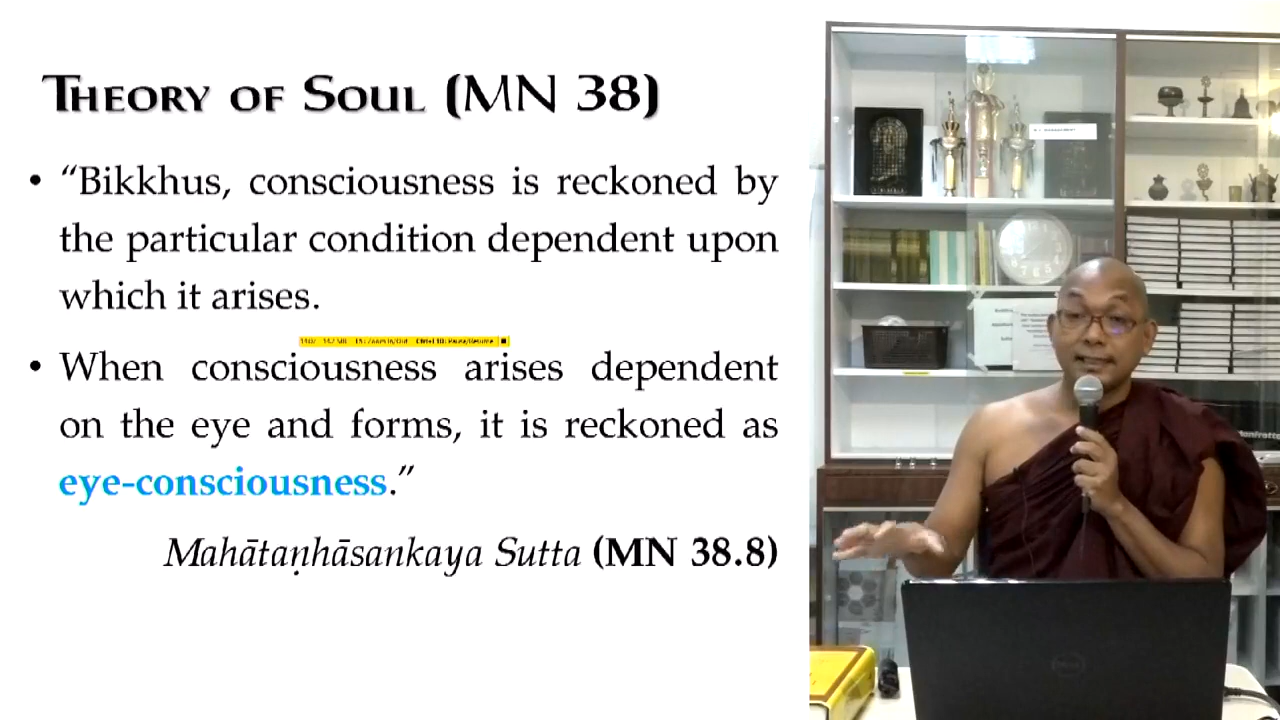 THEORY OF SOUL (MN 38)
• “Bikkhus, consciousness is reckoned by
the particular condition dependent upon
which it arises.
• When consciousness arises dependent
on the eye and forms, it is reckoned as
eye-consciousness.”
Mahātaṇhāsankaya Sutta (MN 38.8)